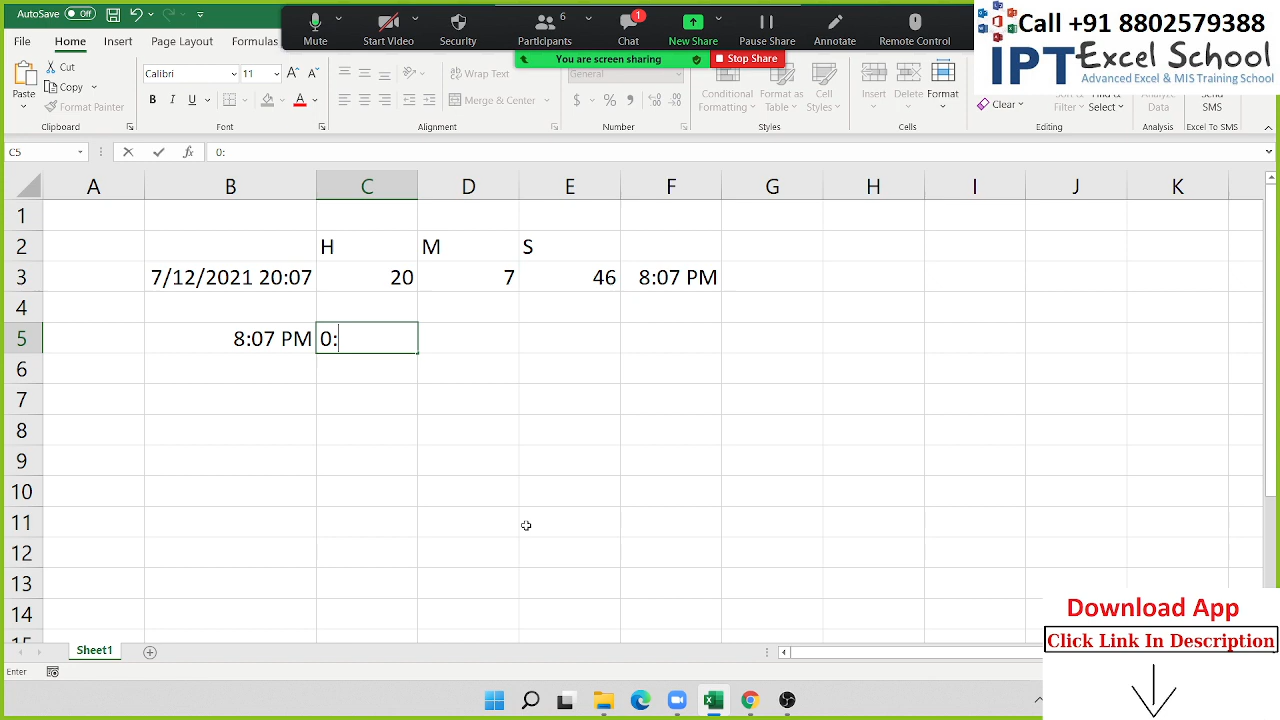 AutoSave Off
Mute
Start Video
Security
6
Participants
1
Chat
New Share
Pause Share
Annotate
Remote Control
You are screen sharing
Stop Share
Call +91 8802579388
IPT Excel School
Advanced Excel & MIS Training School
File
Home
Insert
Page Layout
Formulas
Paste
Cut
Copy
Format Painter
Clipboard
Calibri
11
B I U
Font
Wrap Text
Merge & Center
Alignment
General
$ % 9
Number
Conditional
Formatting
Format as
Table
Cell
Styles
Styles
Insert
Delete
Format
Cells
Clear
Filter
Select
Editing
Analyze
Data
Analysis
Send
SMS
Excel To SMS
C5
fx
0:
A B C D E F G H I J K
1
2 H M S
3 7/12/2021 20:07 20 7 46 8:07 PM
4
5 8:07 PM 0:
6
7
8
9
10
11
12
13
14
15
Download App
Click Link In Description
Sheet1
Enter